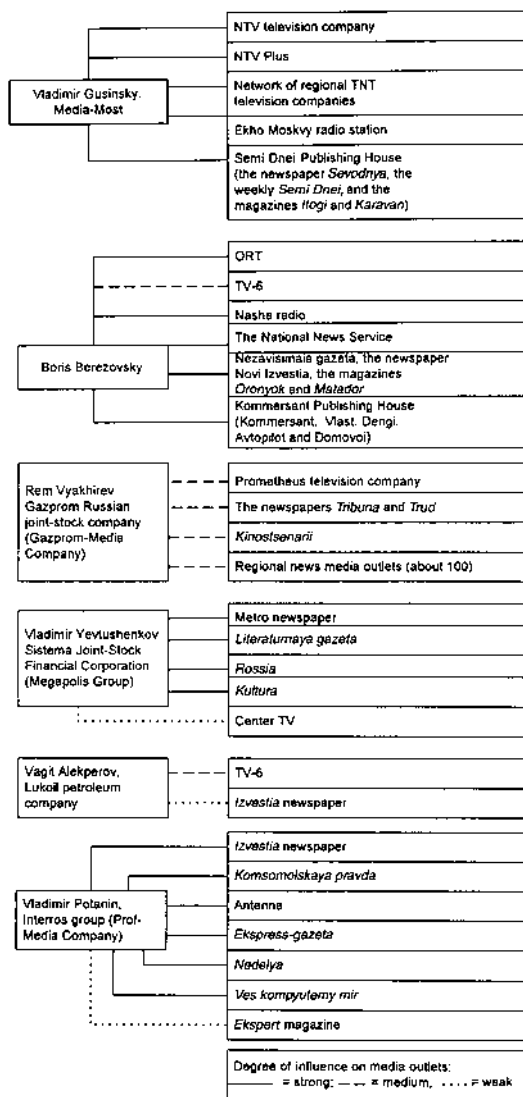 Vladimir Gusinsky,
Media-Most
NTV television company
NTV Plus
Network of regional TNT
television companies
Ekho Moskvy radio station
Semi Dnei Publishing House
(the newspaper Sevodnya, the
weekly Semi Dnei, and the
magazines Itogi and Karavan)
Boris Berezovsky
ORT
TV-6
Nashe radio
The National News Service
Nezavisimaia gazeta, the newspaper
Novi Izvestia, the magazines
Oronyok and Matador
Kommersant Publishing House
(Kommersant, Vlast, Dengi,
Avtopilot and Domovoi)
Rem Vyakhirev
Gazprom Russian
joint-stock company
(Gazprom-Media
Company)
Prometheus television company
The newspapers Tribuna and Trud
Kinostsenarii
Regional news media outlets (about 100)
Vladimir Yevtushenkov
Sistema Joint-Stock
Financial Corporation
(Megapolis Group)
Metro newspaper
Literaturnaya gazeta
Rossia
Kultura
Center TV
Vagit Alekperov,
Lukoil petroleum
company
TV-6
Izvestia newspaper
Vladimir Potanin,
Interros group (Prof-
Media Company)
Izvestia newspaper
Komsomolskaya pravda
Antenna
Ekspress-gazeta
Nedelya
Ves kompyuterny mir
Ekspert magazine
Degree of influence on media outlets:
= strong; = medium, = weak